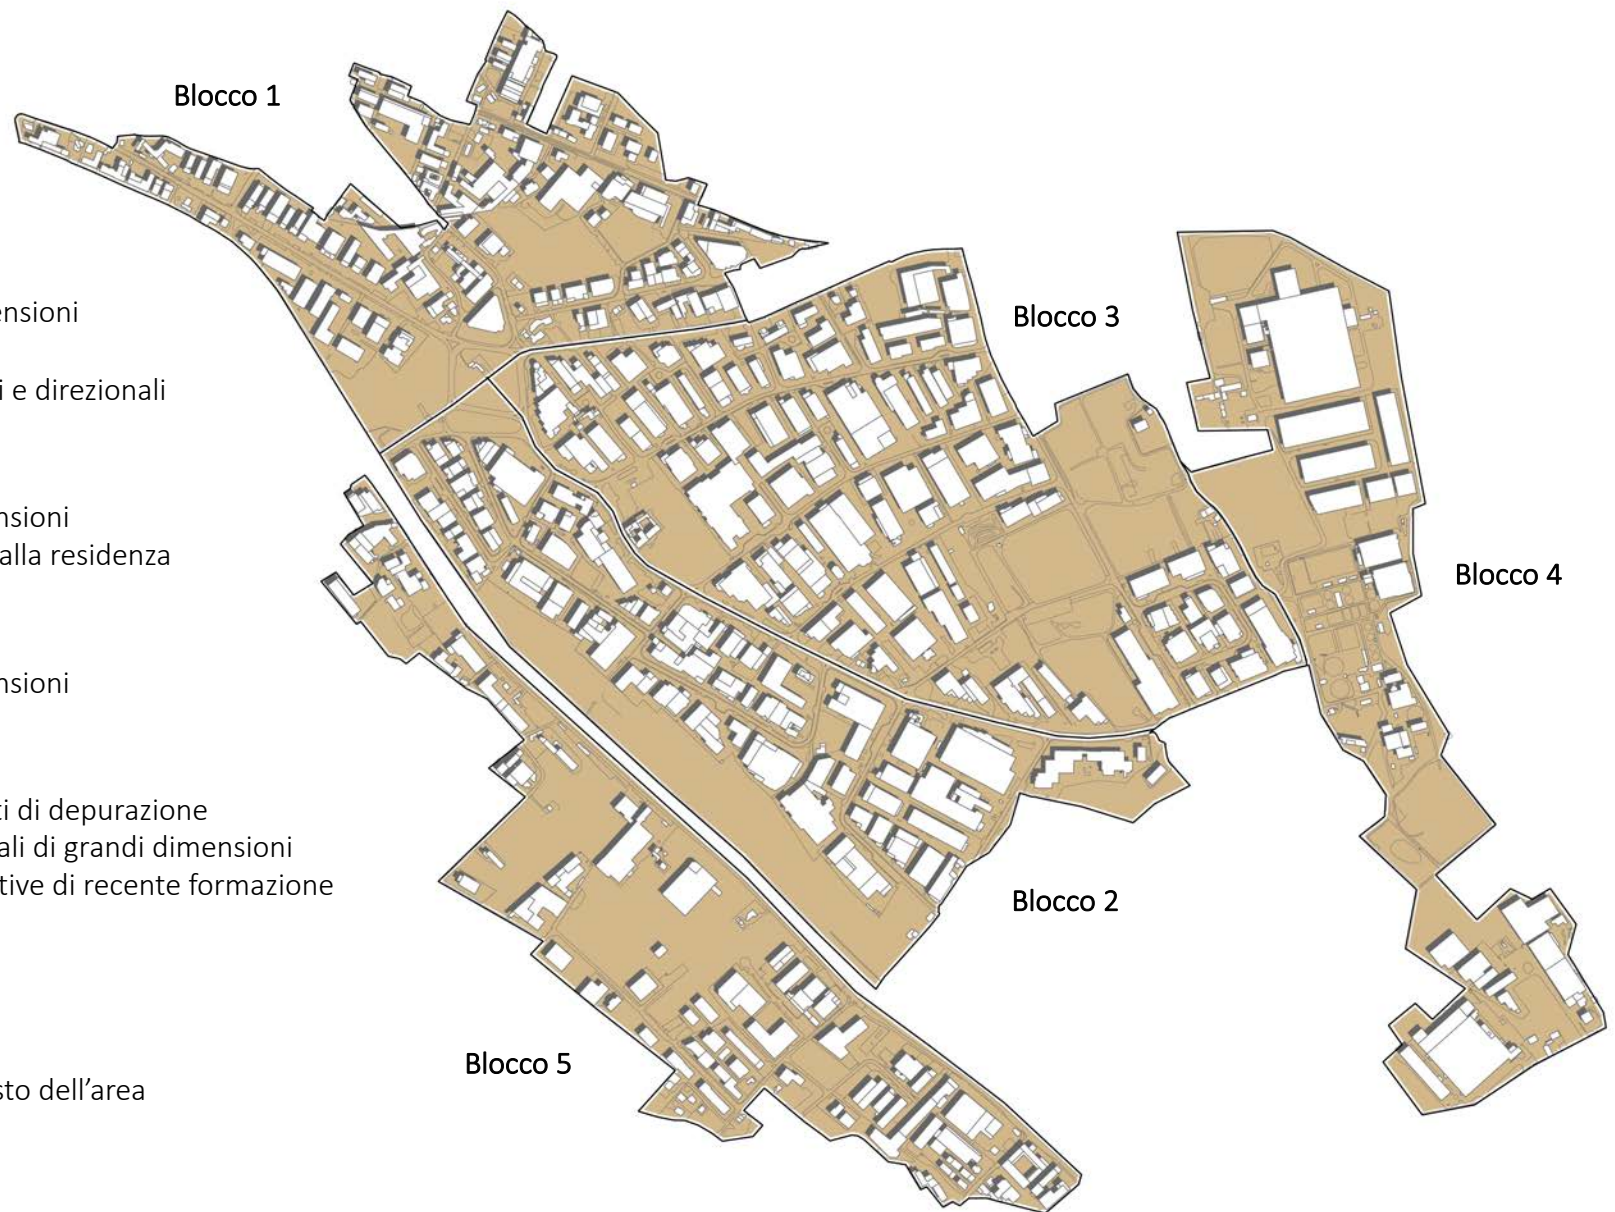 Blocco 1
ensioni
Blocco 3
i e direzionali
nsioni
alla residenza
Blocco 4
nsioni
ti di depurazione
ali di grandi dimensioni
tive di recente formazione
Blocco 2
Blocco 5
sto dell’area